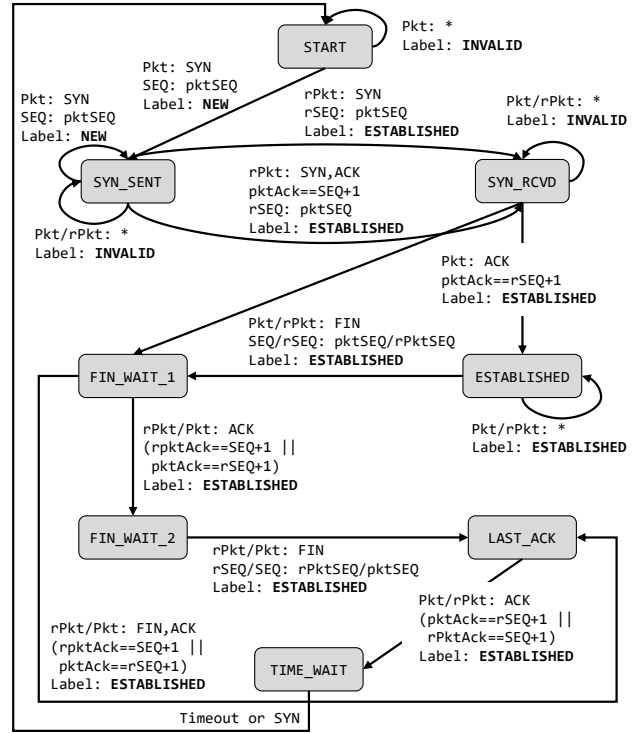 START
Pkt: *
Label: INVALID
Pkt: SYN
SEQ: pktSEQ
Label: NEW
Pkt: SYN
SEQ: pktSEQ
Label: NEW
rPkt: SYN
rSEQ: pktSEQ
Label: ESTABLISHED
Pkt/rPkt: *
Label: INVALID
SYN_SENT
SYN_RCVD
rPkt: SYN,ACK
pktAck==SEQ+1
rSEQ: pktSEQ
Label: ESTABLISHED
Pkt/rPkt: *
Label: INVALID
Pkt: ACK
pktAck==rSEQ+1
Label: ESTABLISHED
Pkt/rPkt: FIN
SEQ/rSEQ: pktSEQ/rPktSEQ
Label: ESTABLISHED
FIN_WAIT_1
ESTABLISHED
rPkt/Pkt: ACK
(rpktAck==SEQ+1 ||
pktAck==rSEQ+1)
Label: ESTABLISHED
Pkt/rPkt: *
Label: ESTABLISHED
FIN_WAIT_2
LAST_ACK
rPkt/Pkt: FIN
rSEQ/SEQ: rPktSEQ/pktSEQ
Label: ESTABLISHED
Pkt/rPkt: ACK
(pktAck==rSEQ+1 ||
rPktAck==SEQ+1)
Label: ESTABLISHED
rPkt/Pkt: FIN,ACK
(rpktAck==SEQ+1 ||
pktAck==rSEQ+1)
Label: ESTABLISHED
TIME_WAIT
Timeout or SYN